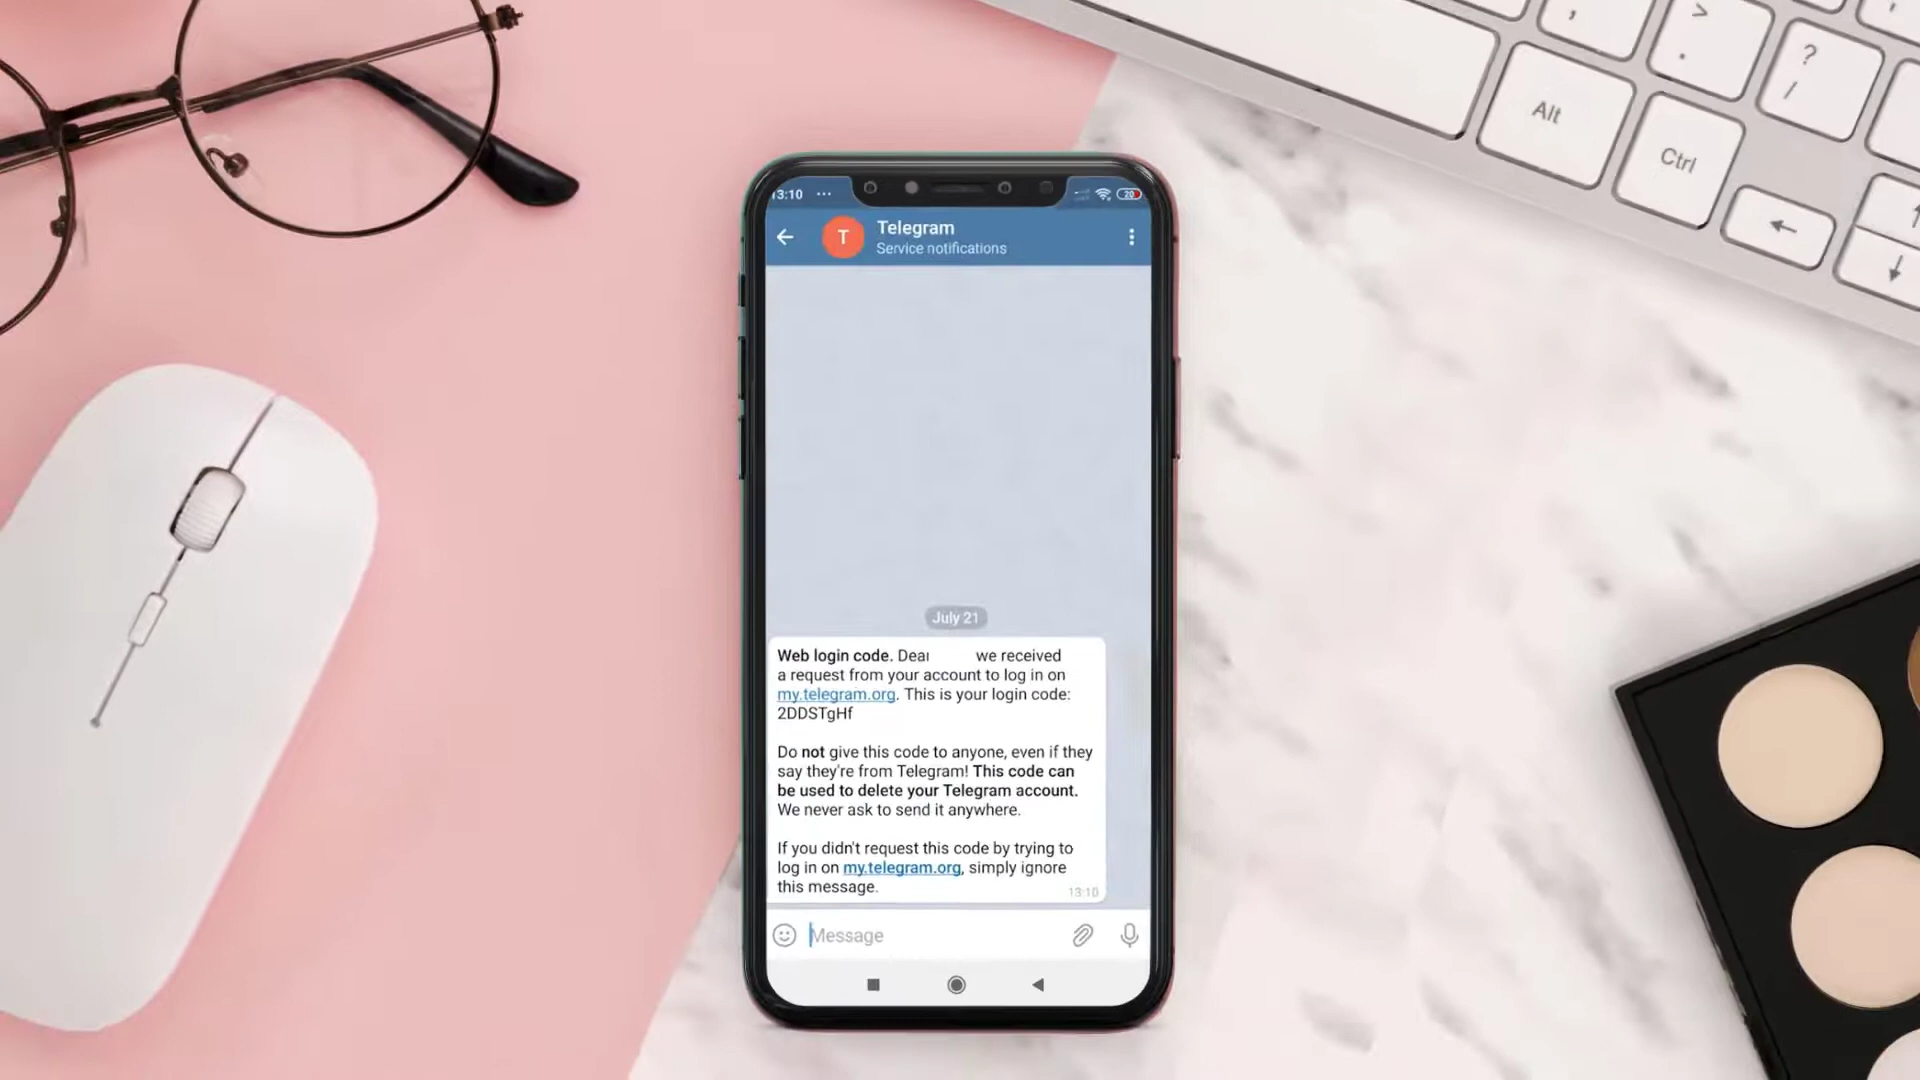 13:10 ...
20
Telegram
Service notifications
T
July 21
Web login code. Dear we received
a request from your account to log in on
my.telegram.org. This is your login code:
2DDSTgHf
Do not give this code to anyone, even if they
say they're from Telegram! This code can
be used to delete your Telegram account.
We never ask to send it anywhere.
If you didn't request this code by trying to
log in on my.telegram.org, simply ignore
this message.
13:10
Message
,
>
.
?
/
Alt
Ctrl